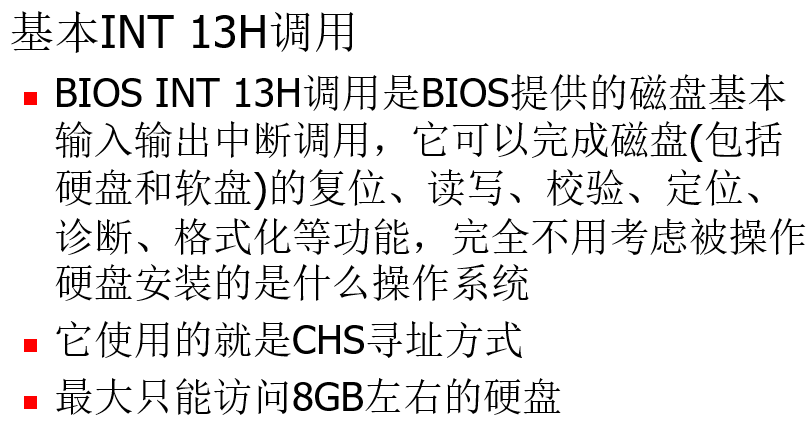 基本INT 13H调用
BIOS INT 13H调用是BIOS提供的磁盘基本
输入输出中断调用，它可以完成磁盘(包括
硬盘和软盘)的复位、读写、校验、定位、
诊断、格式化等功能，完全不用考虑被操作
硬盘安装的是什么操作系统
它使用的就是CHS寻址方式
最大只能访问8GB左右的硬盘